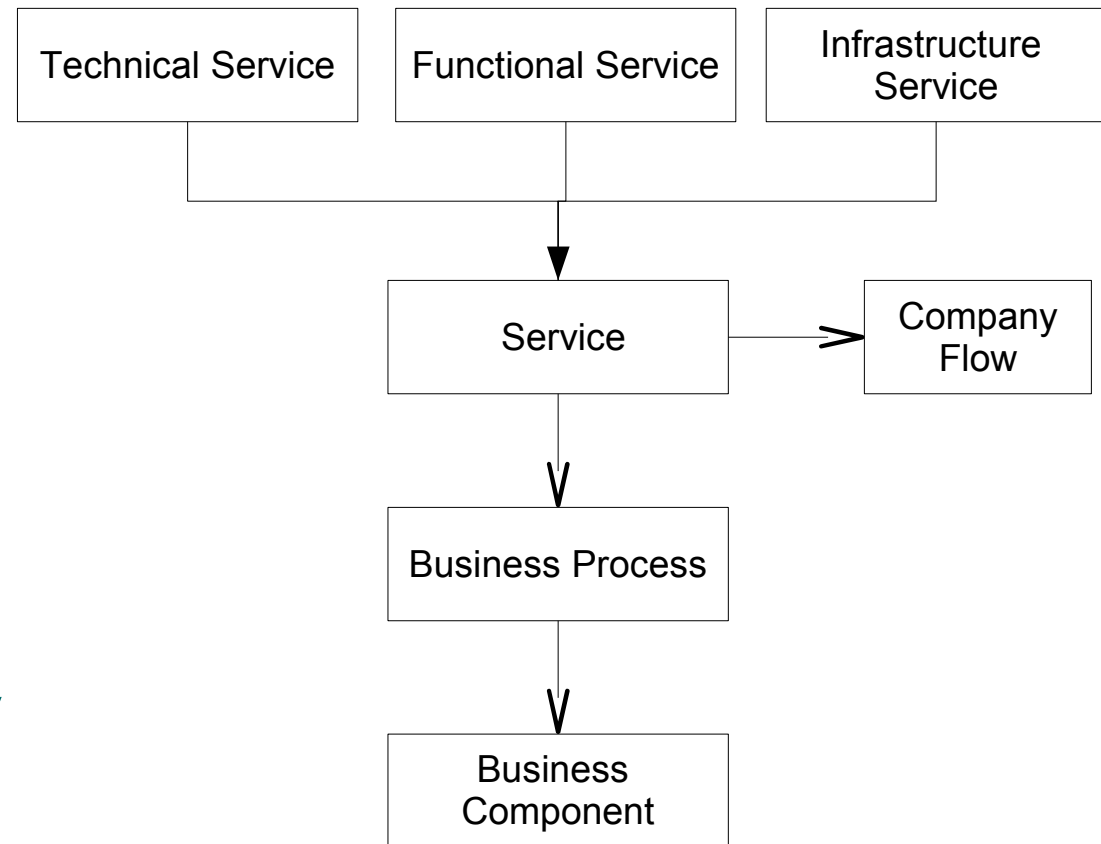 Technical Service
Functional Service
Infrastructure
Service
Service
Company
Flow
Business Process
Business
Component